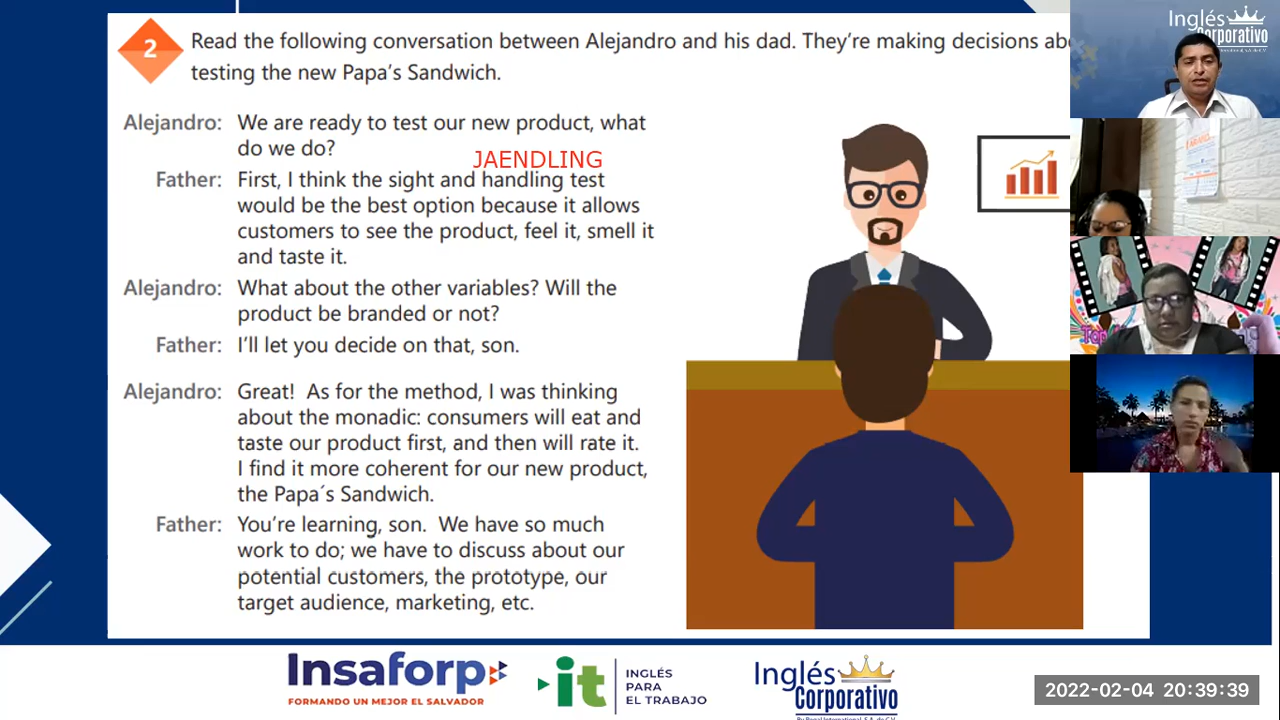 Inglés
Corporativo
2
Read the following conversation between Alejandro and his dad. They're making decisions
testing the new Papa's Sandwich.
Alejandro: We are ready to test our new product, what
do we do?
JAENDLING
Father: First, I think the sight and handling test
would be the best option because it allows
customers to see the product, feel it, smell it
and taste it.
Alejandro: What about the other variables? Will the
product be branded or not?
Father: I'll let you decide on that, son.
Alejandro: Great!  As for the method, I was thinking
about the monadic: consumers will eat and
taste our product first, and then will rate it.
I find it more coherent for our new product,
the Papa´s Sandwich.
Father: You're learning, son.  We have so much
work to do; we have to discuss about our
potential customers, the prototype, our
target audience, marketing, etc.
Insaforp
FORMANDO UN MEJOR EL SALVADOR
it
INGLÉS
PARA
EL TRABAJO
Inglés
Corporativo
2022-02-04 20:39:39